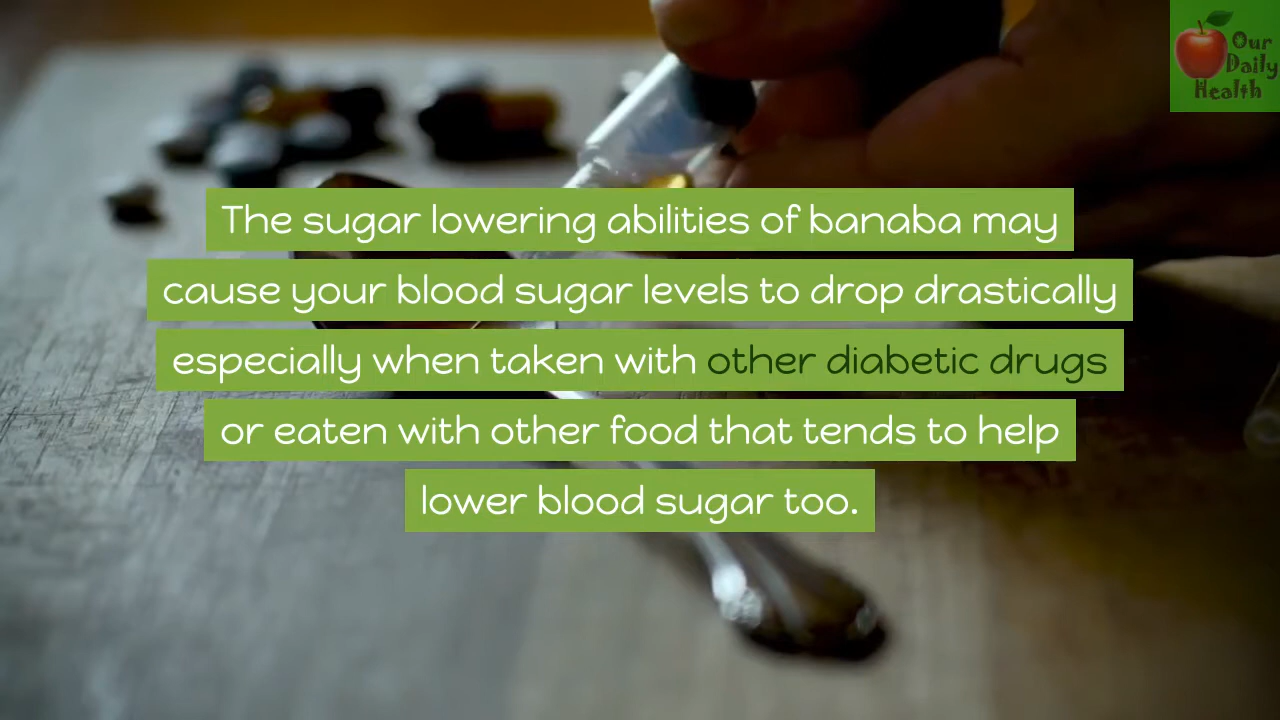 Our
Daily
Health
The sugar lowering abilities of banaba may
cause your blood sugar levels to drop drastically
especially when taken with other diabetic drugs
or eaten with other food that tends to help
lower blood sugar too.